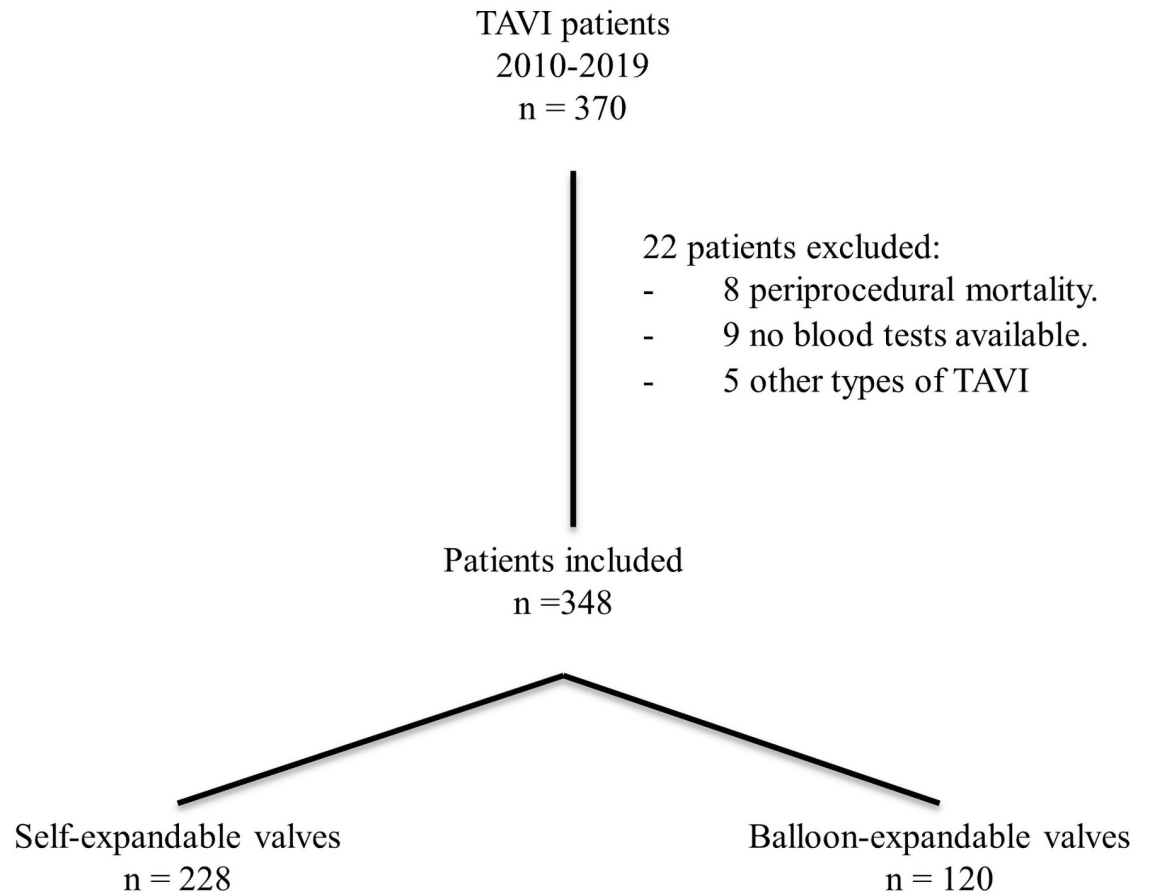 TAVI patients
2010-2019
n = 370
22 patients excluded:
- 8 periprocedural mortality.
- 9 no blood tests available.
- 5 other types of TAVI
Patients included
n =348
Self-expandable valves
n = 228
Balloon-expandable valves
n = 120